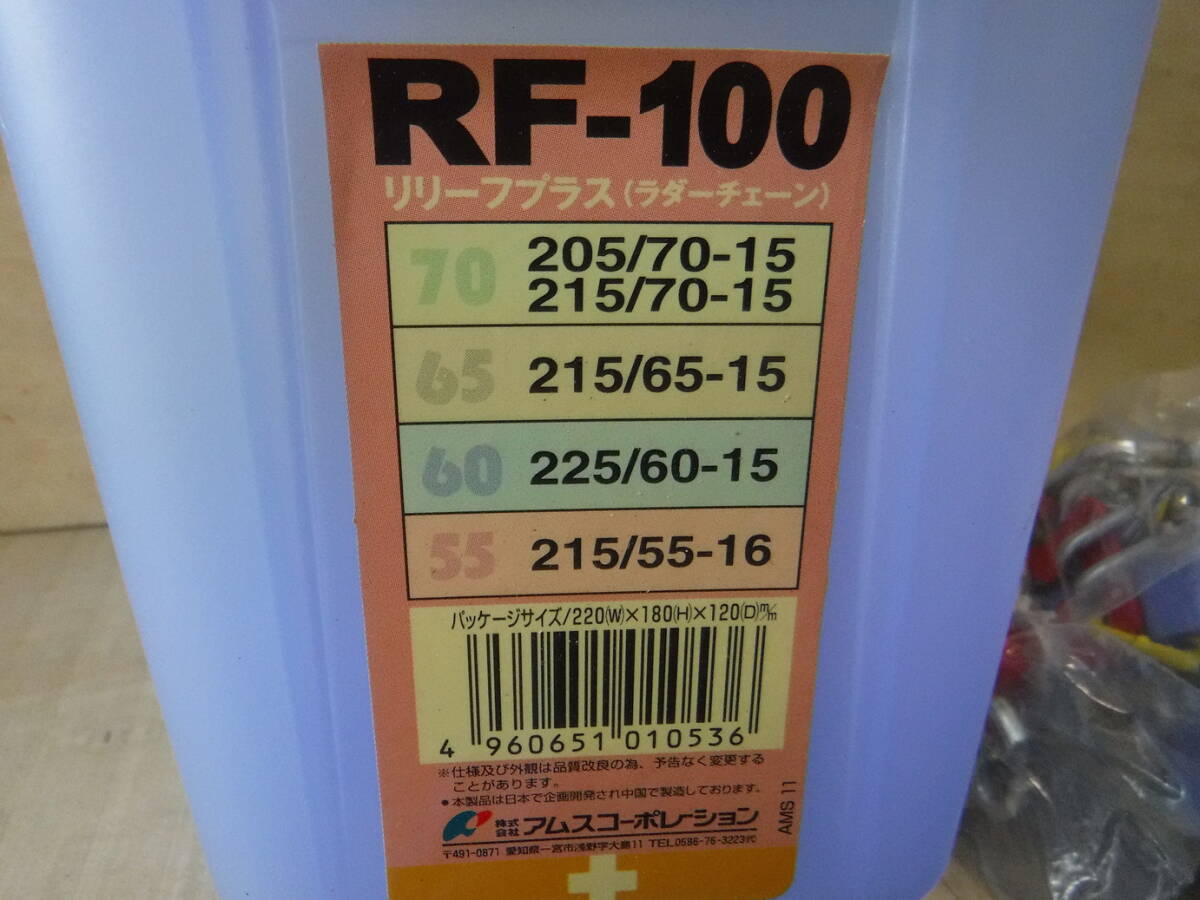 RF-100
リリーフプラス(ラダーチェーン)
70 205/70-15
215/70-15
65 215/65-15
60 225/60-15
55 215/55-16
パッケージサイズ/220(W)×180(H)×120(D)m/m
4 960651 010536
※仕様及び外観は品質改良の為、予告なく変更する
ことがあります。
●本製品は日本で企画開発され中国で製造しております。
株式会社 アムスコーポレーション
〒491-0871 愛知県一宮市浅野字大島11 TEL0586-76-3223代
AMS 11